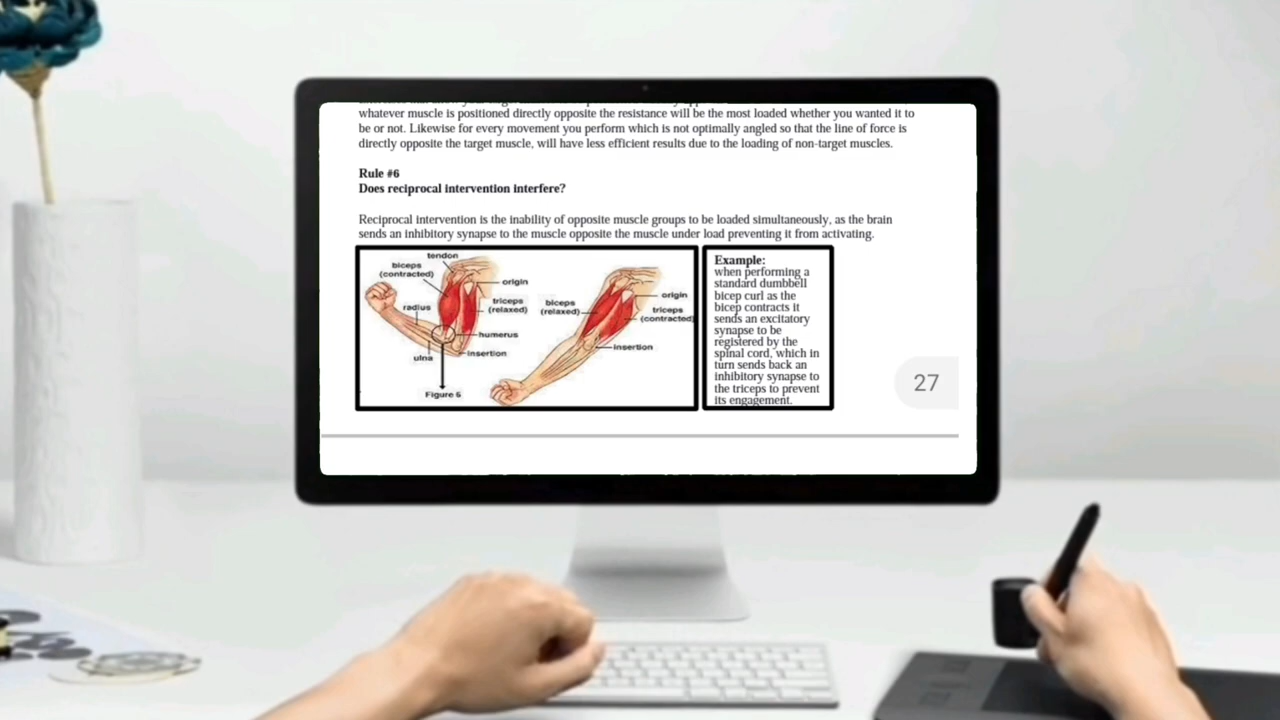 whatever muscle is positioned directly opposite the resistance will be the most loaded whether you wanted it to
be or not. Likewise for every movement you perform which is not optimally angled so that the line of force is
directly opposite the target muscle, will have less efficient results due to the loading of non-target muscles.
Rule #6
Does reciprocal intervention interfere?
Reciprocal intervention is the inability of opposite muscle groups to be loaded simultaneously, as the brain
sends an inhibitory synapse to the muscle opposite the muscle under load preventing it from activating.
tendon
biceps
(contracted)
origin
radius
triceps
(relaxed)
humerus
ulna
insertion
Figure 6
biceps
(relaxed)
origin
triceps
(contracted)
insertion
Example:
when performing a
standard dumbbell
bicep curl as the
bicep contracts it
sends an excitatory
synapse to be
registered by the
spinal cord, which in
turn sends back an
inhibitory synapse to
the triceps to prevent
its engagement.
27